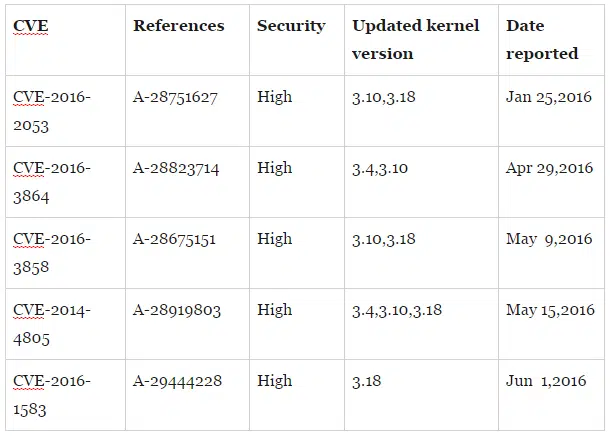 CVE References Security Updated kernel Date
version reported
CVE-2016- A-28751627 High 3.10,3.18 Jan 25,2016
2053
CVE-2016- A-28823714 High 3.4,3.10 Apr 29,2016
3864
CVE-2016- A-28675151 High 3.10,3.18 May 9,2016
3858
CVE-2014- A-28919803 High 3.4,3.10,3.18 May 15,2016
4805
CVE-2016- A-29444228 High 3.18 Jun 1,2016
1583